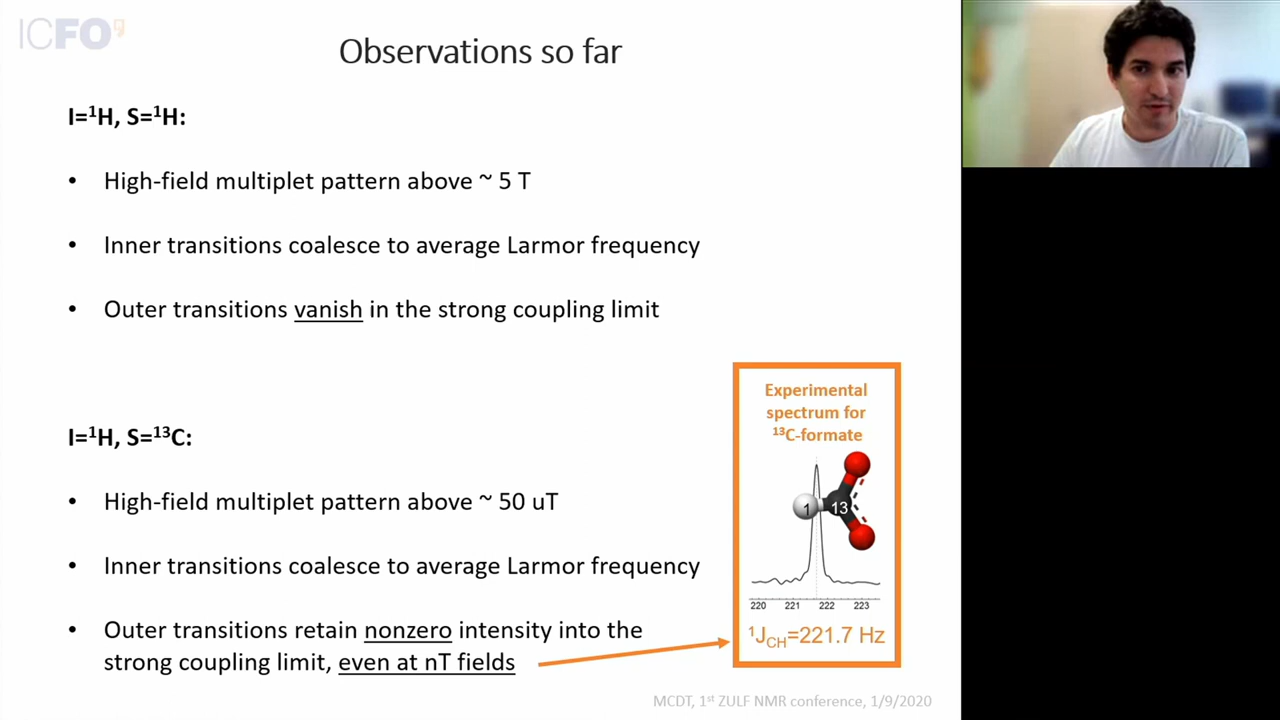 ICFO
Observations so far
I=¹H, S=¹H:
• High-field multiplet pattern above ~ 5 T
• Inner transitions coalesce to average Larmor frequency
• Outer transitions vanish in the strong coupling limit
I=¹H, S=¹³C:
• High-field multiplet pattern above ~ 50 uT
• Inner transitions coalesce to average Larmor frequency
• Outer transitions retain nonzero intensity into the
strong coupling limit, even at nT fields
Experimental
spectrum for
¹³C-formate
1 13
220 221 222 223
¹J_CH=221.7 Hz
MCDT, 1ˢᵗ ZULF NMR conference, 1/9/2020